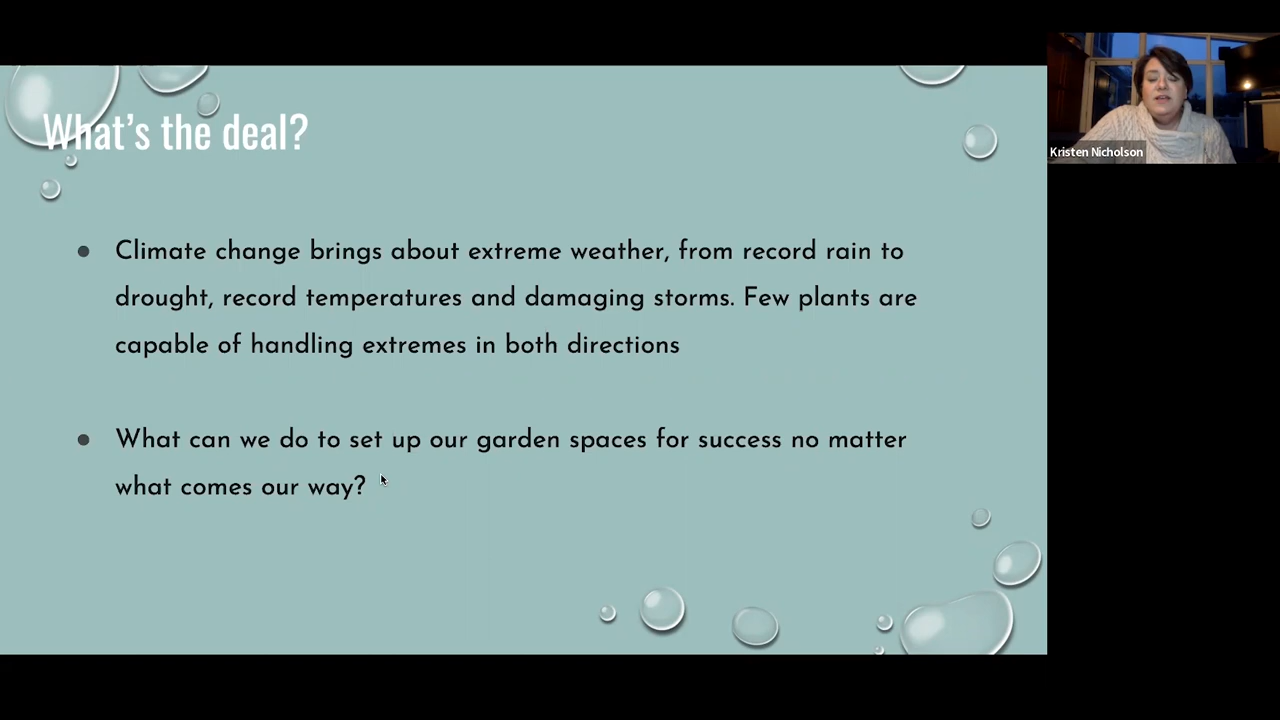 What's the deal?
Climate change brings about extreme weather, from record rain to
drought, record temperatures and damaging storms. Few plants are
capable of handling extremes in both directions
What can we do to set up our garden spaces for success no matter
what comes our way?
Kristen Nicholson